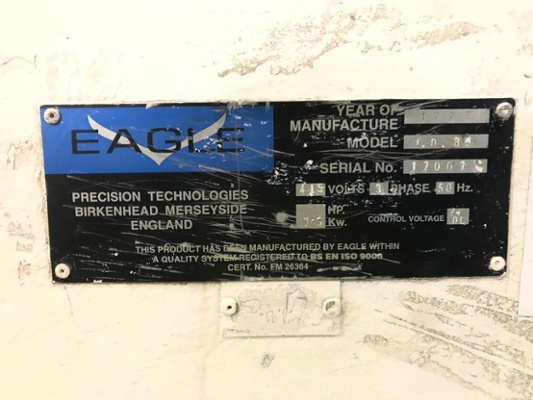 EAGLE
PRECISION TECHNOLOGIES
BIRKENHEAD MERSEYSIDE
ENGLAND
YEAR OF
MANUFACTURE
MODEL
SERIAL No.
415 VOLTS 3 PHASE 50 Hz.
HP.
Kw.
CONTROL VOLTAGE
THIS PRODUCT HAS BEEN MANUFACTURED BY EAGLE WITHIN
A QUALITY SYSTEM REGISTERED TO BS EN ISO 9000
CERT. No. FM 26364